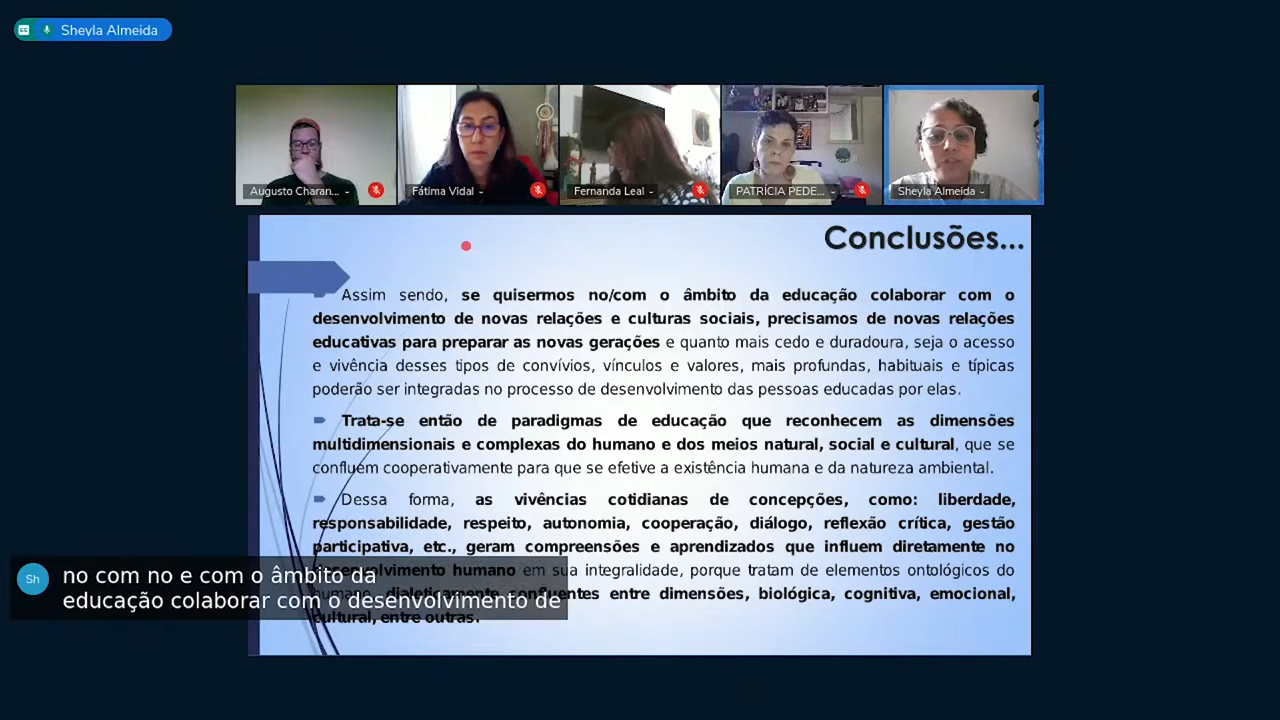 Sheyla Almeida
Augusto Charan...
Fátima Vidal
Fernanda Leal
PATRÍCIA PEDE...
Sheyla Almeida
Conclusões...
Assim sendo, se quisermos no/com o âmbito da educação colaborar com o
desenvolvimento de novas relações e culturas sociais, precisamos de novas relações
educativas para preparar as novas gerações e quanto mais cedo e duradoura, seja o acesso
e vivência desses tipos de convívios, vínculos e valores, mais profundas, habituais e típicas
poderão ser integradas no processo de desenvolvimento das pessoas educadas por elas.
Trata-se então de paradigmas de educação que reconhecem as dimensões
multidimensionais e complexas do humano e dos meios natural, social e cultural, que se
confluem cooperativamente para que se efetive a existência humana e da natureza ambiental.
Dessa forma, as vivências cotidianas de concepções, como: liberdade,
responsabilidade, respeito, autonomia, cooperação, diálogo, reflexão crítica, gestão
participativa, etc., geram compreensões e aprendizados que influem diretamente no
desenvolvimento humano em sua integralidade, porque tratam de elementos ontológicos do
humano, dialeticamente confluentes entre dimensões, biológica, cognitiva, emocional,
cultural, entre outras.
Sh
no com no e com o âmbito da
educação colaborar com o desenvolvimento de